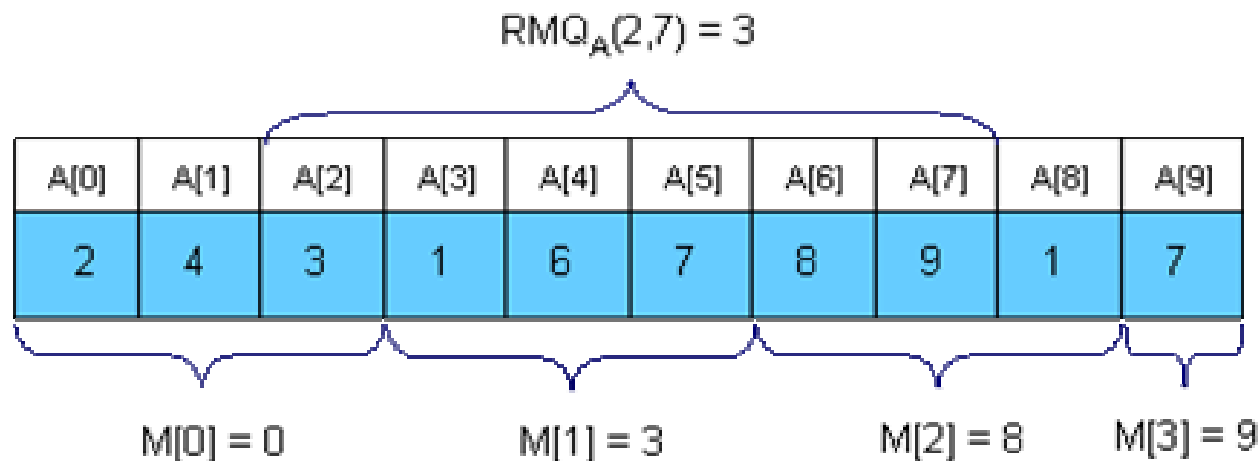 RMQA(2,7) = 3
A[0] A[1] A[2] A[3] A[4] A[5] A[6] A[7] A[8] A[9]
2 4 3 1 6 7 8 9 1 7
M[0] = 0 M[1] = 3 M[2] = 8 M[3] = 9